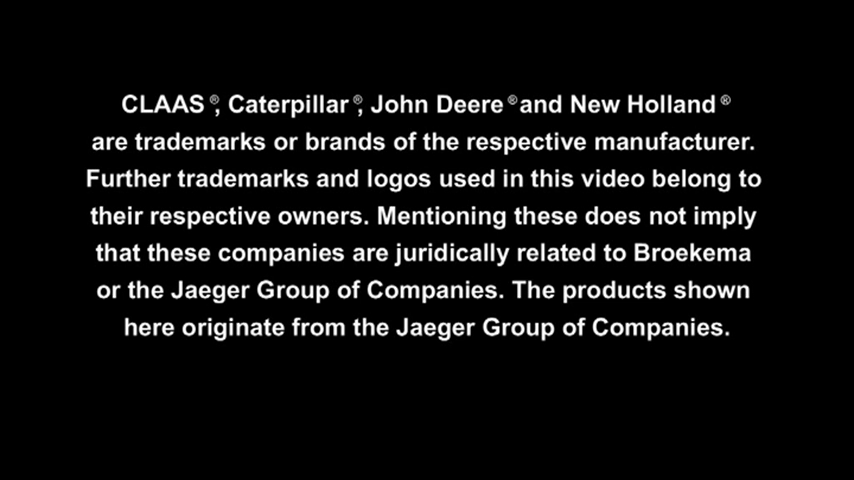 CLAAS®, Caterpillar®, John Deere® and New Holland®
are trademarks or brands of the respective manufacturer.
Further trademarks and logos used in this video belong to
their respective owners. Mentioning these does not imply
that these companies are juridically related to Broekema
or the Jaeger Group of Companies. The products shown
here originate from the Jaeger Group of Companies.